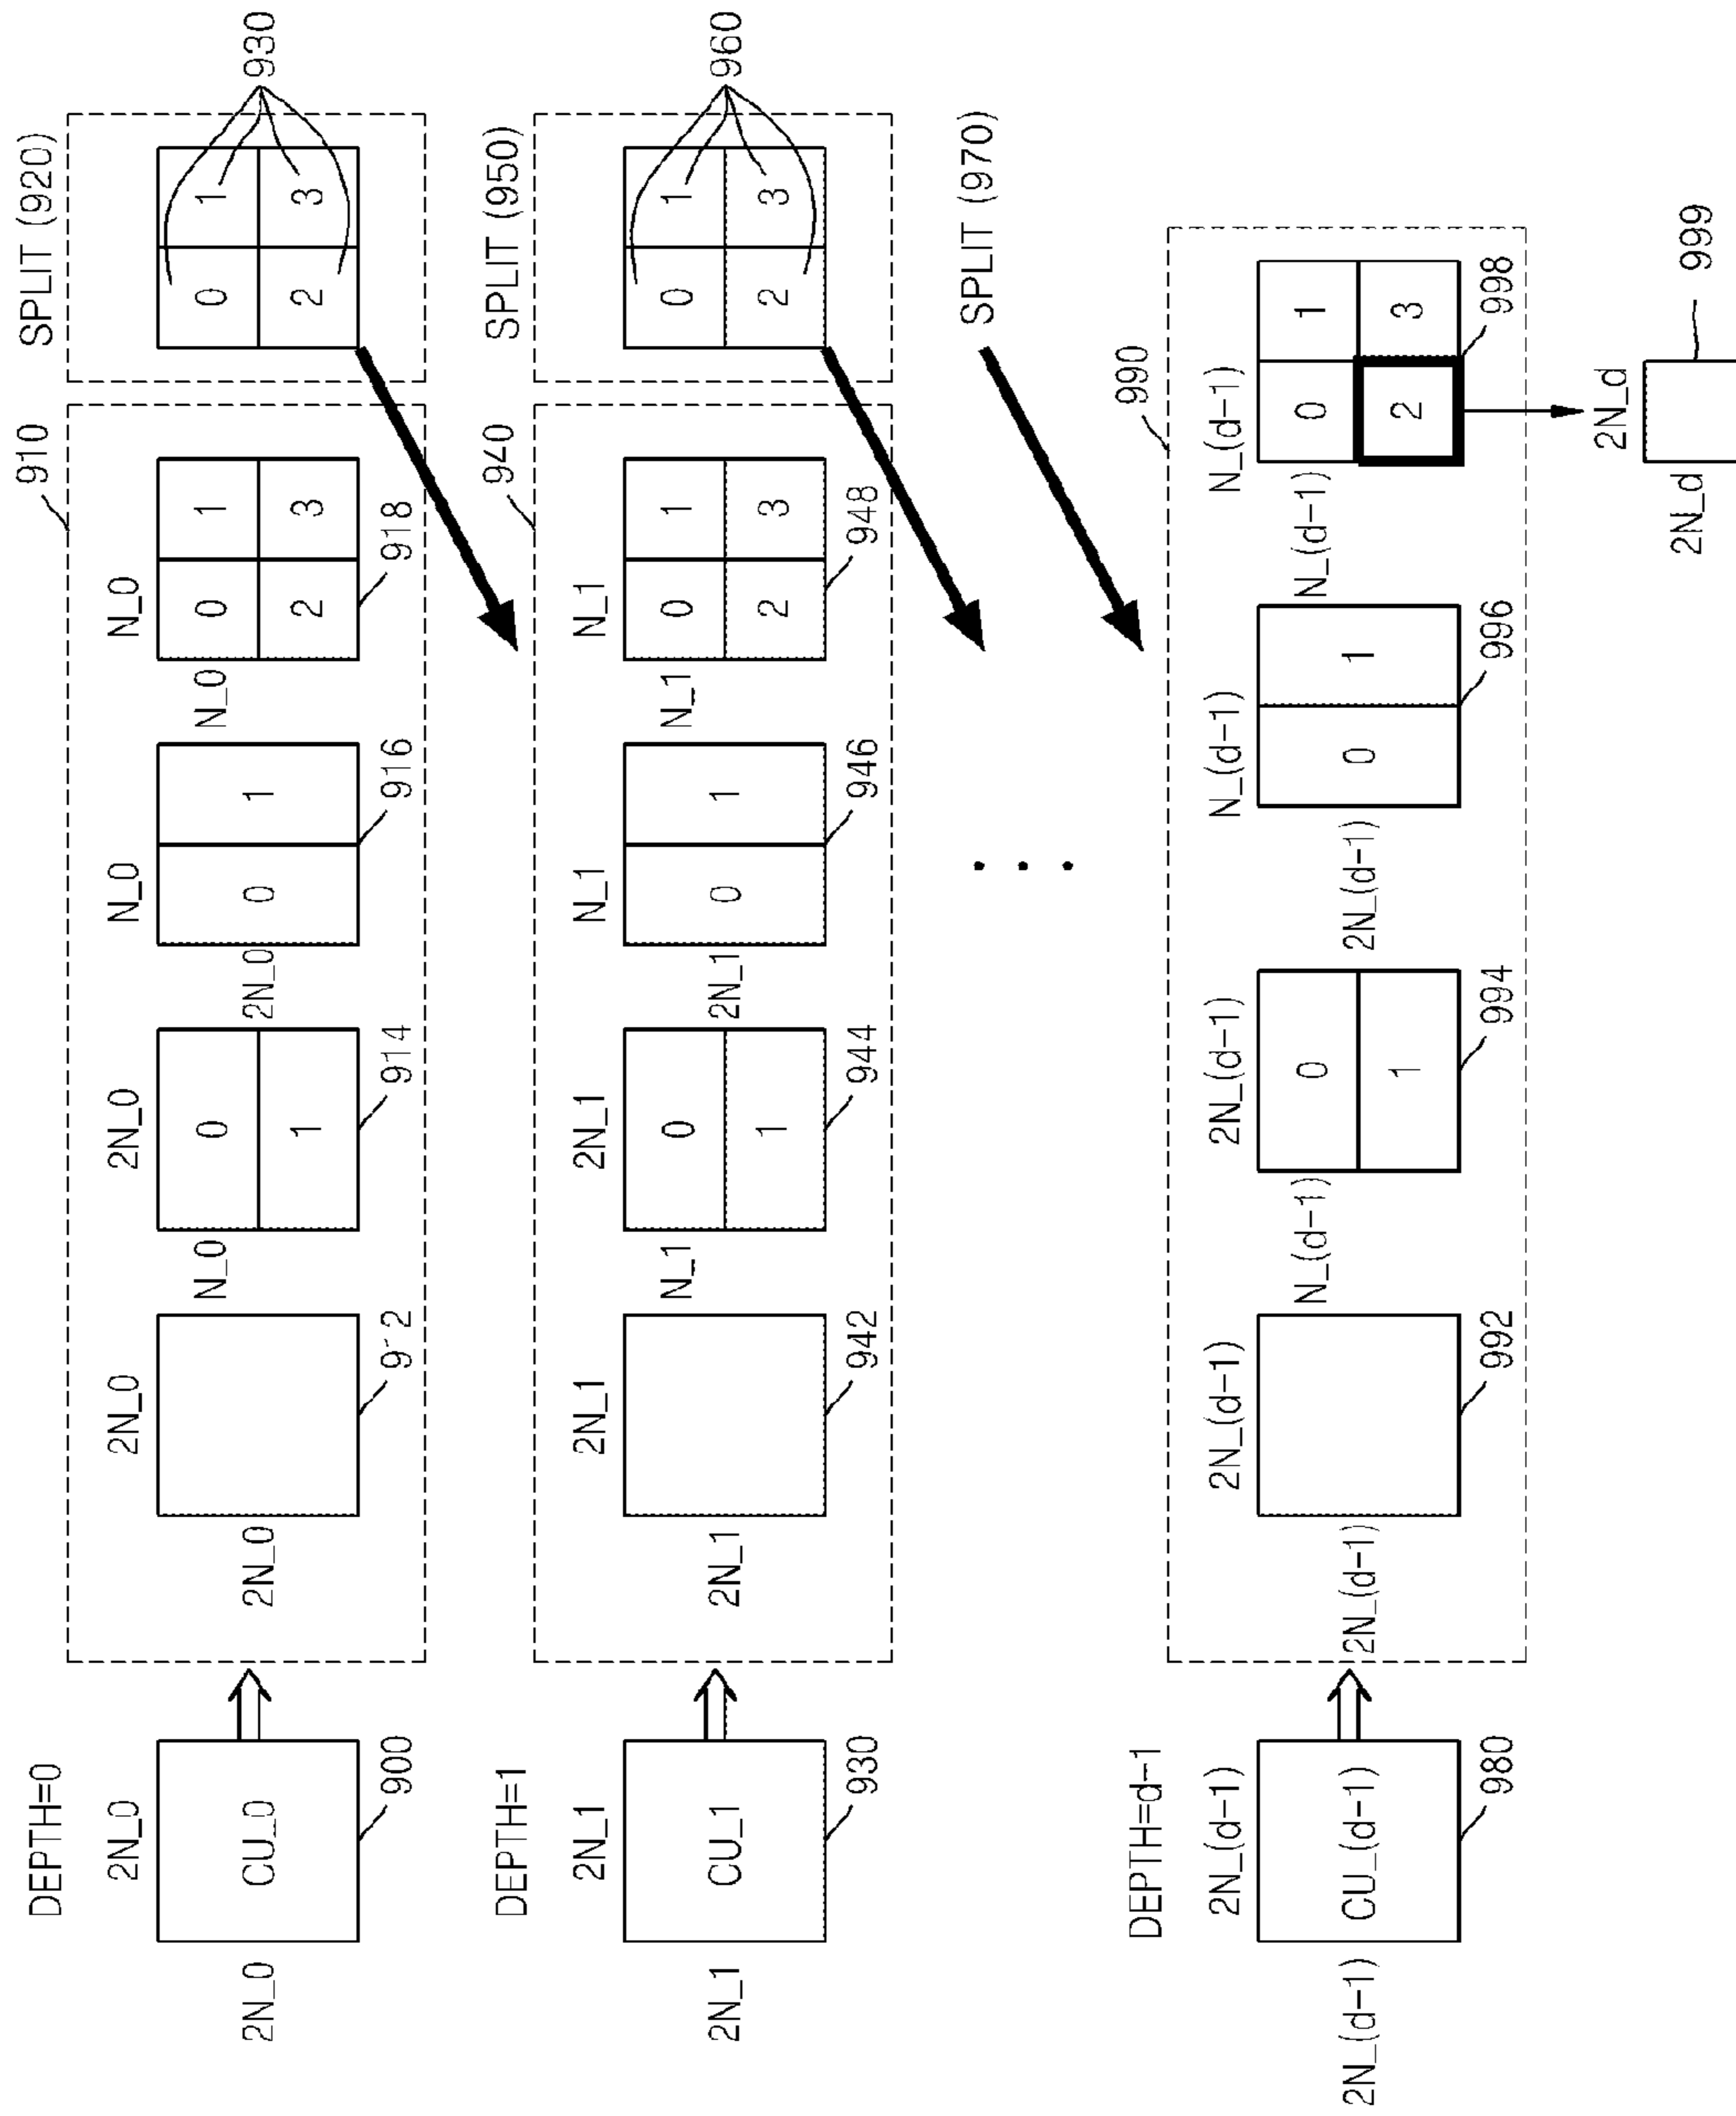 DEPTH=0
2N_0
2N_0
CU_0
900
910
2N_0
2N_0
2N_0
N_0
0
1
914
N_0
2N_0
0
1
916
N_0
N_0
0
1
2
3
918
SPLIT (920)
0
1
2
3
930
DEPTH=1
2N_1
2N_1
CU_1
930
940
2N_1
2N_1
942
2N_1
N_1
0
1
944
N_1
2N_1
0
1
946
N_1
N_1
0
1
2
3
948
SPLIT (950)
0
1
2
3
960
SPLIT (970)
DEPTH=d-1
2N_(d-1)
2N_(d-1)
CU_(d-1)
980
990
2N_(d-1)
2N_(d-1)
992
2N_(d-1)
N_(d-1)
0
1
994
N_(d-1)
2N_(d-1)
0
1
996
N_(d-1)
N_(d-1)
0
1
2
3
998
2N_d
2N_d
999